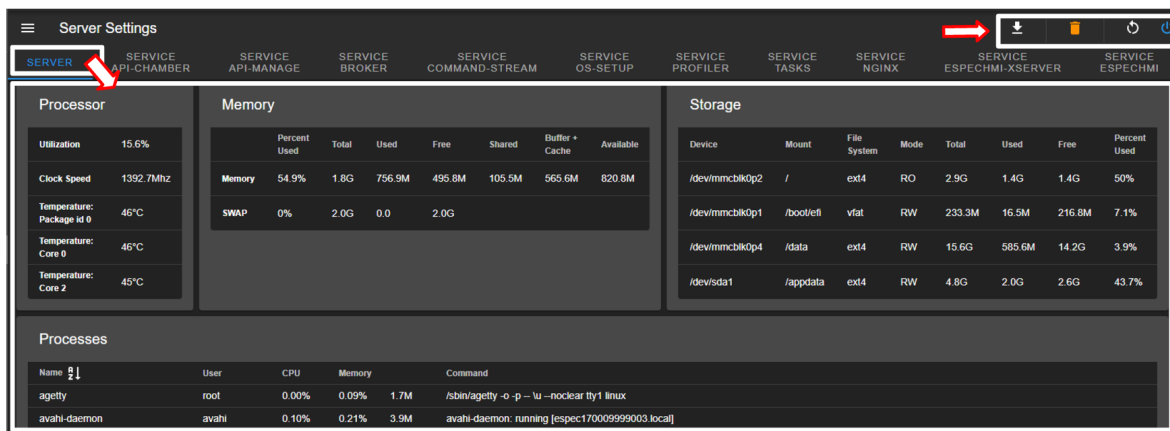 Server Settings
SERVER
SERVICE
API-CHAMBER
SERVICE
API-MANAGE
SERVICE
BROKER
SERVICE
COMMAND-STREAM
SERVICE
OS-SETUP
SERVICE
PROFILER
SERVICE
TASKS
SERVICE
NGINX
SERVICE
ESPECHMI-XSERVER
SERVICE
ESPECHMI
Processor
Utilization 15.6%
Clock Speed 1392.7Mhz
Temperature:
Package id 0 46°C
Temperature:
Core 0 46°C
Temperature:
Core 2 45°C
Memory
Percent Used Total Used Free Shared Buffer + Cache Available
Memory 54.9% 1.8G 756.9M 495.8M 105.5M 565.6M 820.8M
SWAP 0% 2.0G 0.0 2.0G
Storage
Device Mount File System Mode Total Used Free Percent Used
/dev/mmcblk0p2 / ext4 RO 2.9G 1.4G 1.4G 50%
/dev/mmcblk0p1 /boot/efi vfat RW 233.3M 16.5M 216.8M 7.1%
/dev/mmcblk0p4 /data ext4 RW 15.6G 585.6M 14.2G 3.9%
/dev/sda1 /appdata ext4 RW 4.8G 2.0G 2.6G 43.7%
Processes
Name User CPU Memory Command
agetty root 0.00% 0.09% 1.7M /sbin/agetty -o -p -- \u --noclear tty1 linux
avahi-daemon avahi 0.10% 0.21% 3.9M avahi-daemon: running [espec170009999003.local]